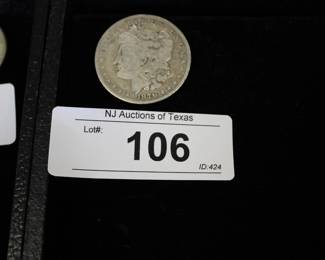 NJ Auctions of Texas
Lot#:
106
ID:424